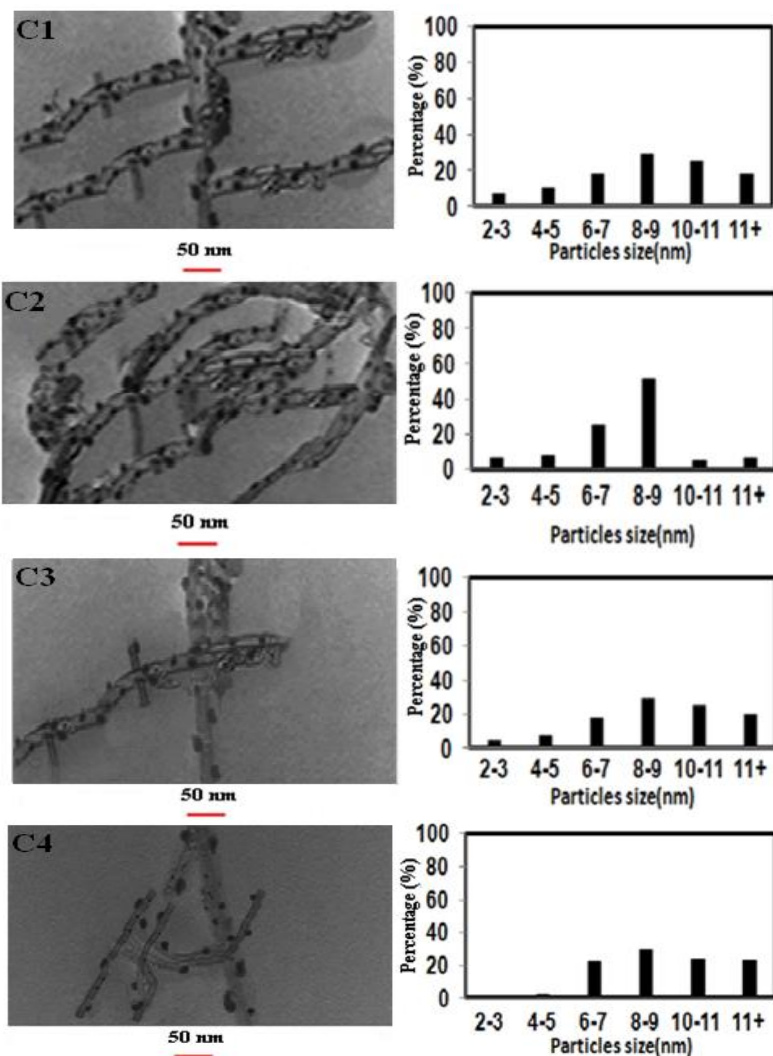 C1
50 nm
Percentage (%)
100
80
60
40
20
0
2-3 4-5 6-7 8-9 10-11 11+
Particles size(nm)
C2
50 nm
Percentage (%)
100
80
60
40
20
0
2-3 4-5 6-7 8-9 10-11 11+
Particles size(nm)
C3
50 nm
Percentage (%)
100
80
60
40
20
0
2-3 4-5 6-7 8-9 10-11 11+
Particles size(nm)
C4
50 nm
Percentage (%)
100
80
60
40
20
0
2-3 4-5 6-7 8-9 10-11 11+
Particles size(nm)